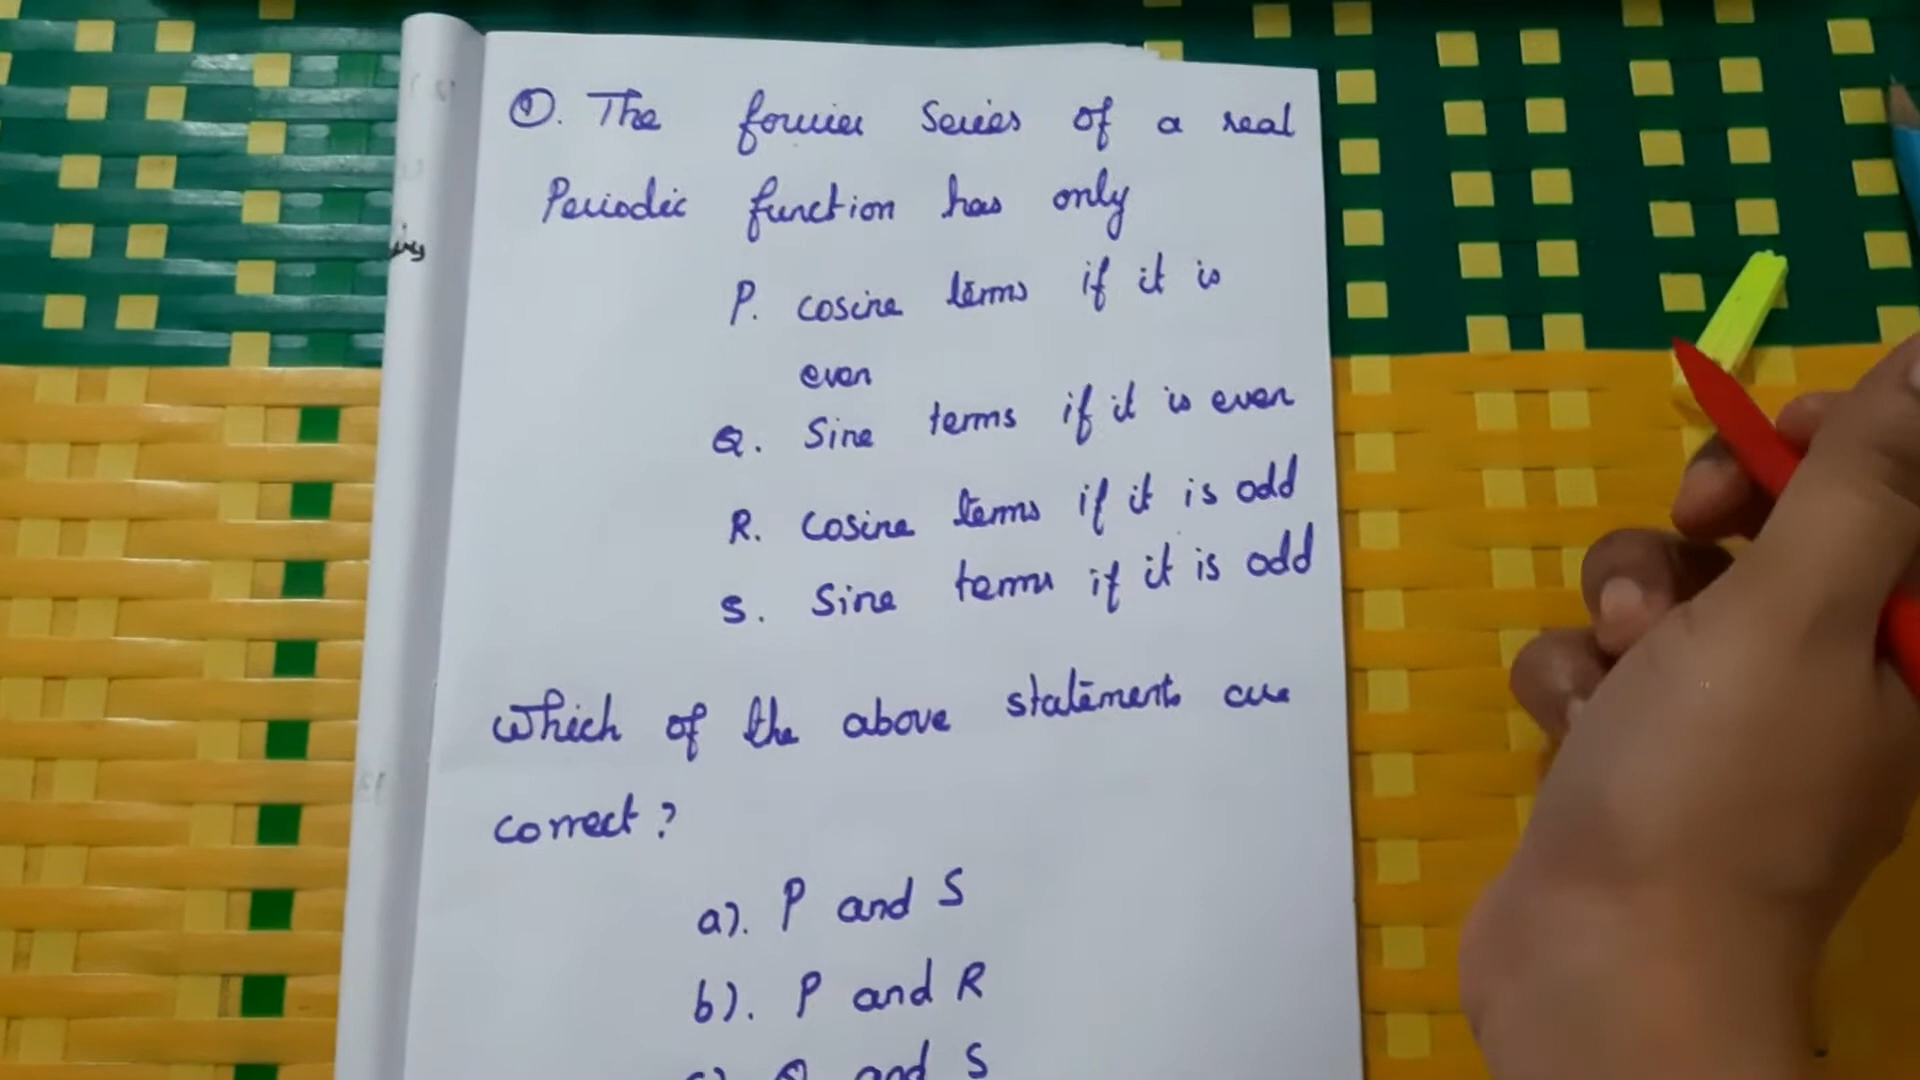 ①. The fourier Series of a real
Periodic function has only
P. cosine terms if it is
even
Q. Sine terms if it is even
R. Cosine terms if it is odd
S. Sine terms if it is odd
which of the above statements are
correct?
a). P and S
b). P and R
c) Q and S